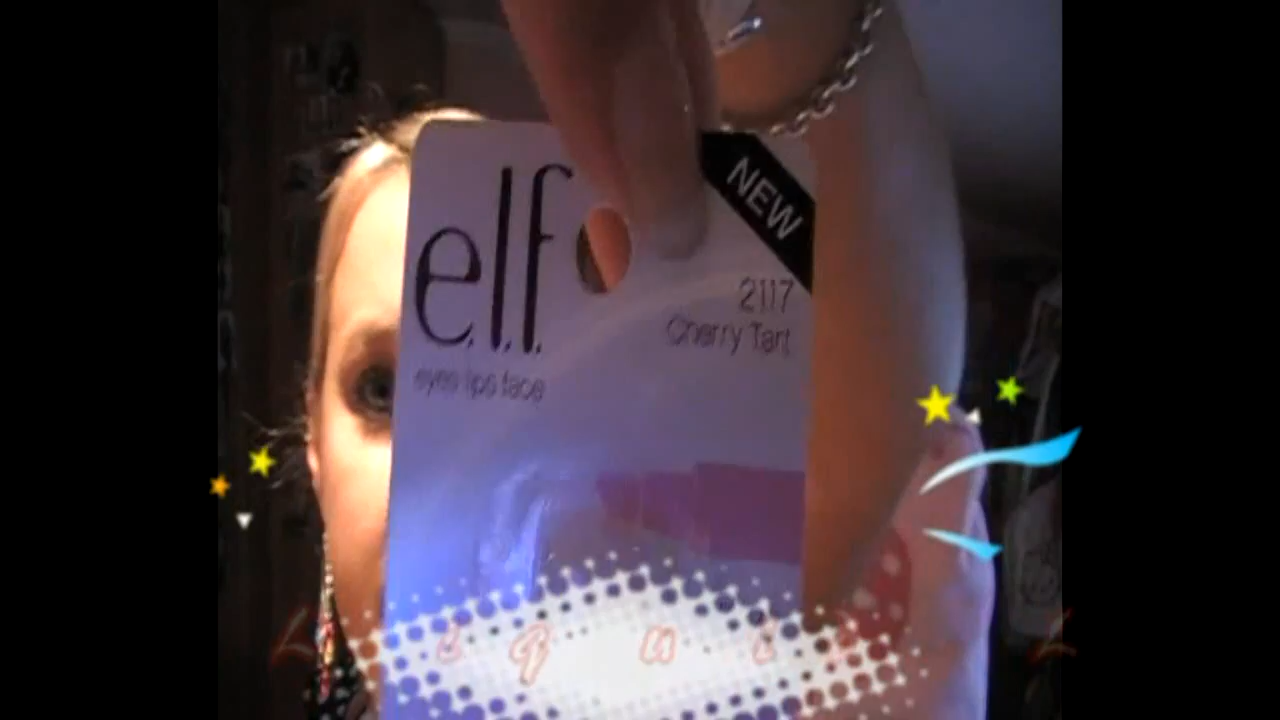 e.l.f.
NEW
2117
Cherry Tart
eyes lips face
L i q u i d L